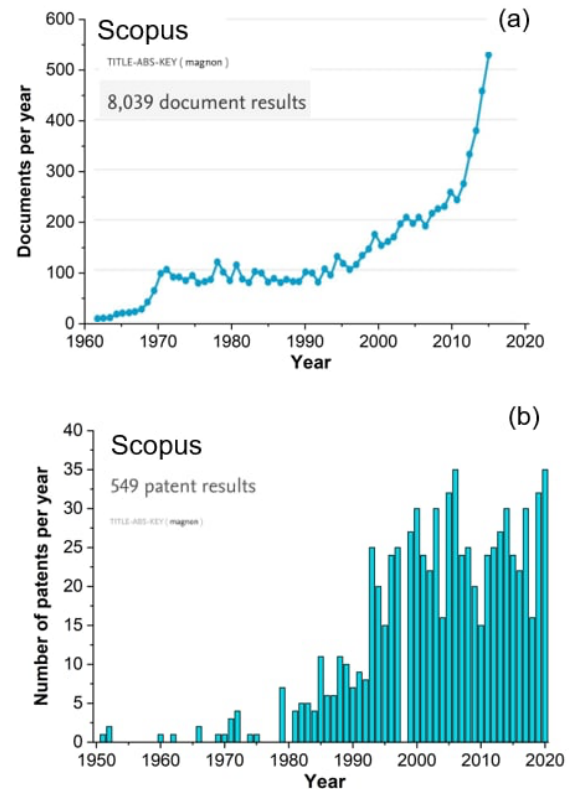 (a)
Scopus
TITLE-ABS-KEY ( magnon )
8,039 document results
Documents per year
600
500
400
300
200
100
0
1960 1970 1980 1990 2000 2010 2020
Year
(b)
Scopus
549 patent results
TITLE-ABS-KEY ( magnon )
Number of patents per year
40
35
30
25
20
15
10
5
0
1950 1960 1970 1980 1990 2000 2010 2020
Year